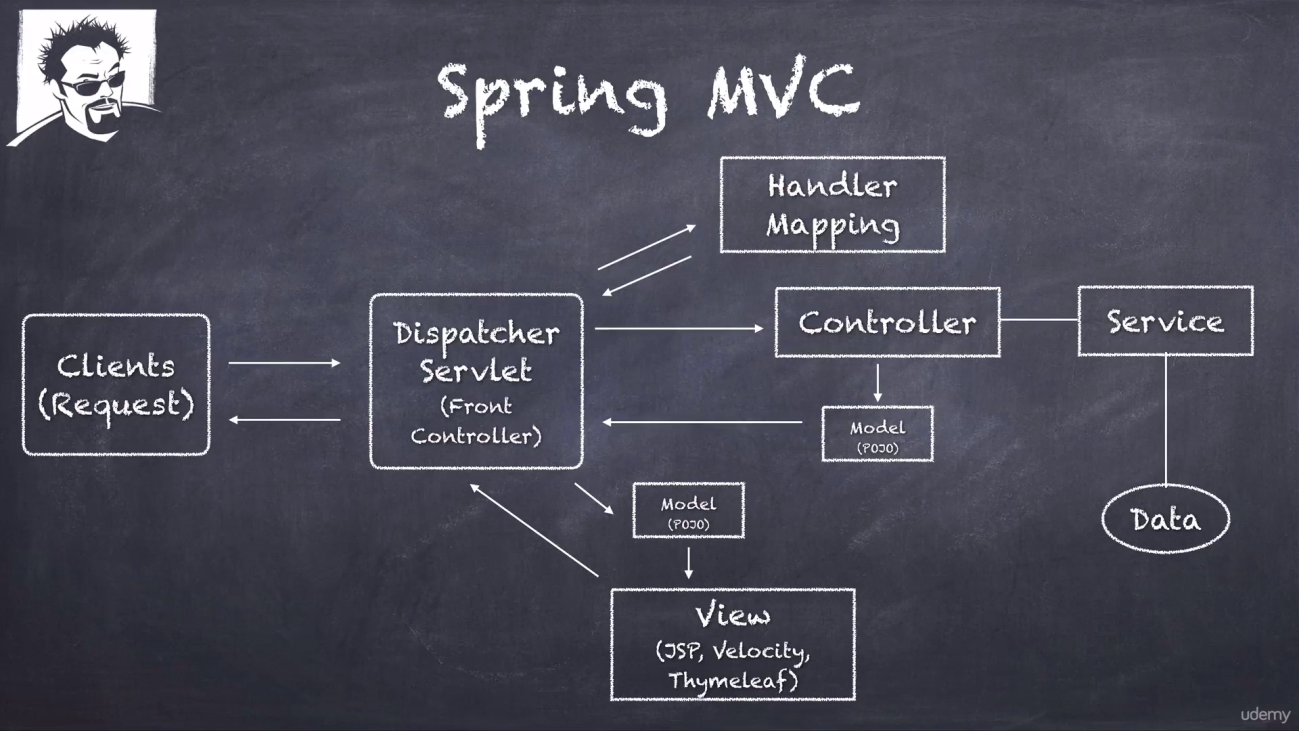 Spring MVC
Handler
Mapping
Clients
(Request)
Dispatcher
Servlet
(Front
Controller)
Controller
Service
Model
(POJO)
Model
(POJO)
Data
View
(JSP, Velocity,
Thymeleaf)
udemy